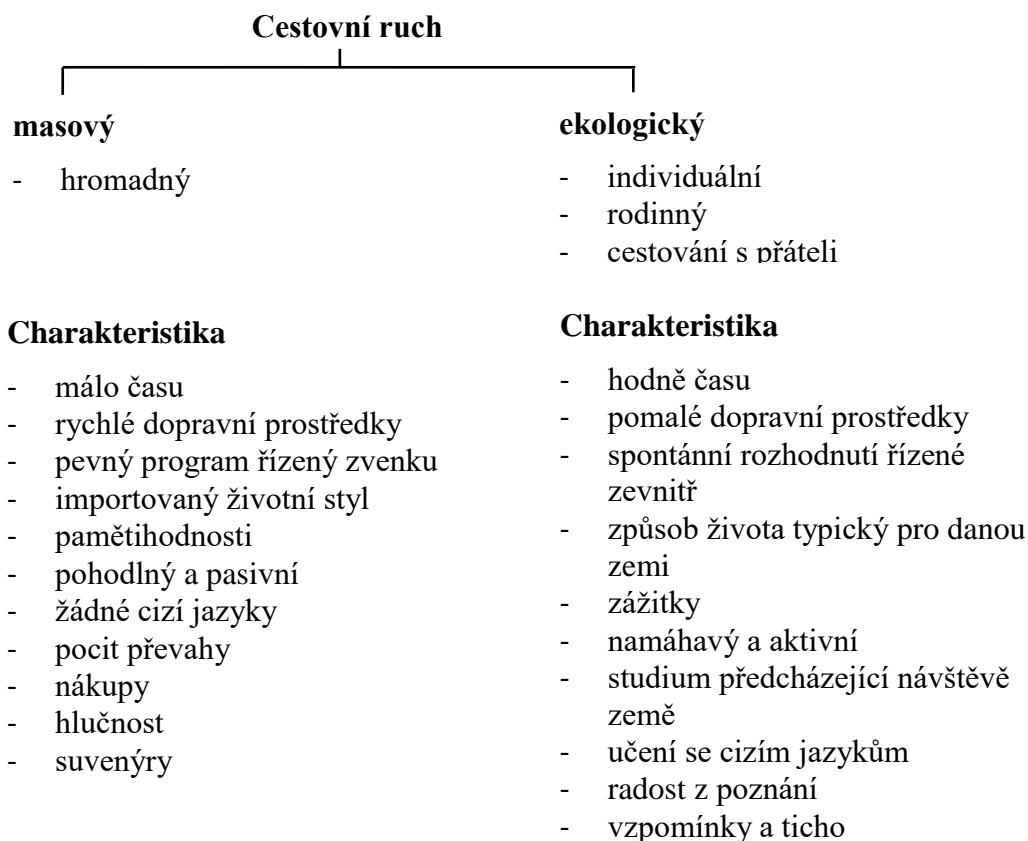 Cestovní ruch
masový
- hromadný
ekologický
- individuální
- rodinný
- cestování s přáteli
Charakteristika
- málo času
- rychlé dopravní prostředky
- pevný program řízený zvenku
- importovaný životní styl
- pamětihodnosti
- pohodlný a pasivní
- žádné cizí jazyky
- pocit převahy
- nákupy
- hlučnost
- suvenýry
Charakteristika
- hodně času
- pomalé dopravní prostředky
- spontánní rozhodnutí řízené
zevnitř
- způsob života typický pro danou
zemi
- zážitky
- namáhavý a aktivní
- studium předcházející návštěvě
země
- učení se cizím jazykům
- radost z poznání
- vzpomínky a ticho